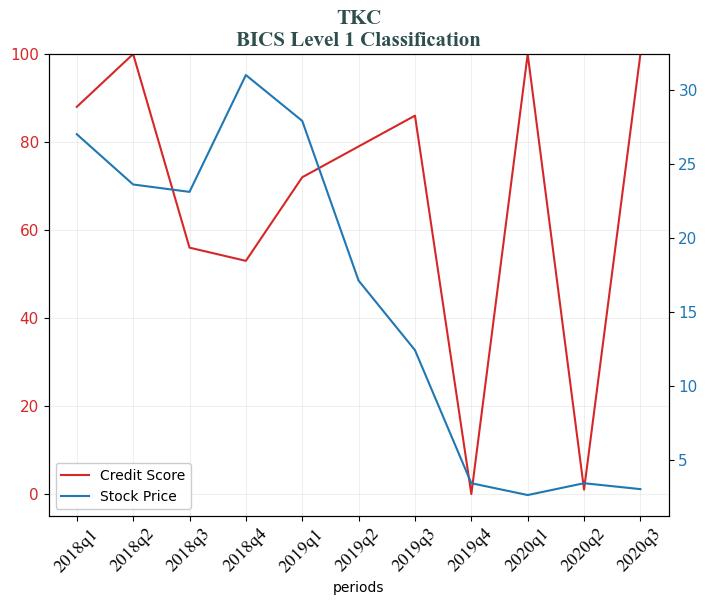 TKC
BICS Level 1 Classification
100
80
60
40
20
0
30
25
20
15
10
5
Credit Score
Stock Price
2018q1
2018q2
2018q3
2018q4
2019q1
2019q2
2019q3
2019q4
2020q1
2020q2
2020q3
periods